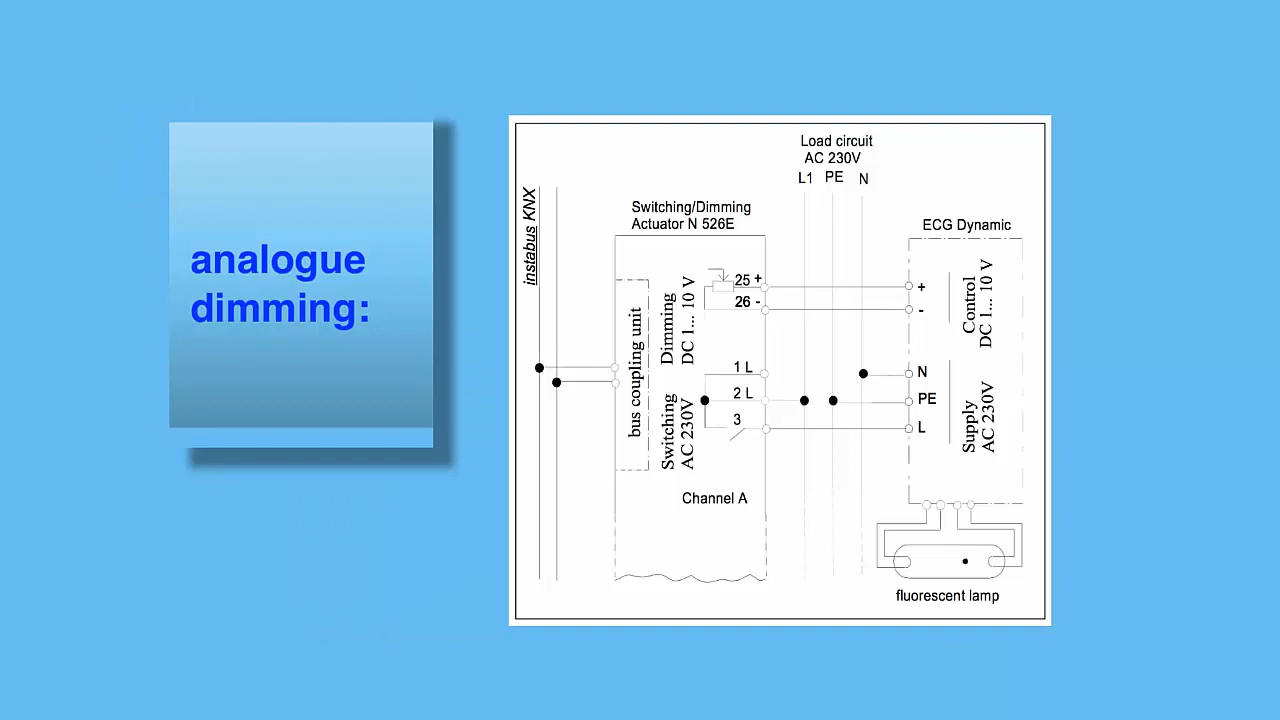 analogue
dimming:
Load circuit
AC 230V
L1 PE N
instabus KNX
Switching/Dimming
Actuator N 526E
ECG Dynamic
bus coupling unit
Dimming
DC 1... 10 V
25 +
26 -
Switching
AC 230V
1 L
2 L
3
Channel A
+
-
Control
DC 1... 10 V
N
PE
L
Supply
AC 230V
fluorescent lamp